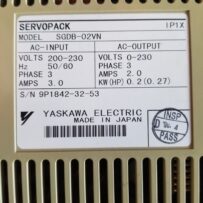 SERVOPACK IP1X
MODEL SGDB-02VN
AC-INPUT AC-OUTPUT
VOLTS 200-230 VOLTS 0-230
Hz 50/60
PHASE 3 PHASE 3
AMPS 3.0 AMPS 2.0
KW(HP) 0.2(0.27)
S/N 9P1842-32-53
YASKAWA ELECTRIC
MADE IN JAPAN
INSP
PASS